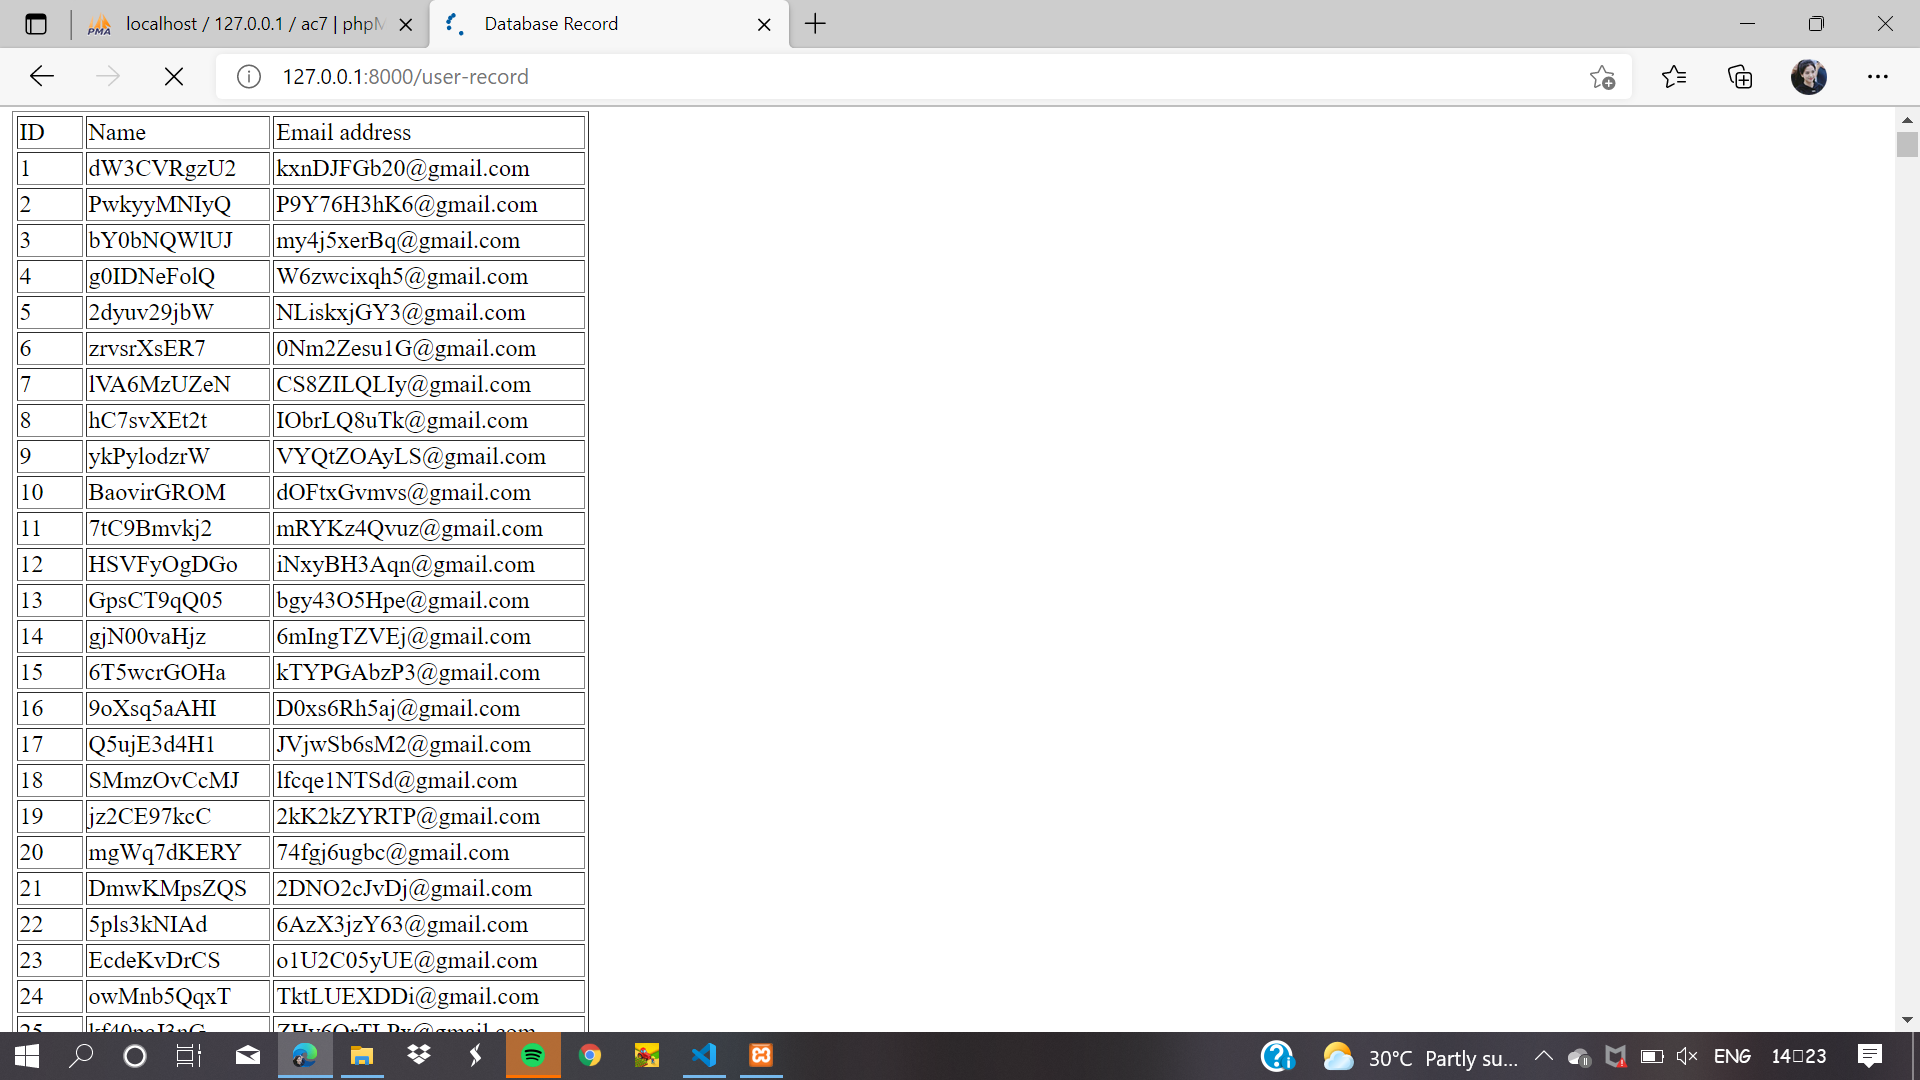 localhost / 127.0.0.1 / ac7 | phpM
Database Record
127.0.0.1:8000/user-record
ID Name Email address
1 dW3CVRgzU2 kxnDJFGb20@gmail.com
2 PwkyyMNIyQ P9Y76H3hK6@gmail.com
3 bY0bNQWlUJ my4j5xerBq@gmail.com
4 g0IDNeFolQ W6zwcixqh5@gmail.com
5 2dyuv29jbW NLiskxjGY3@gmail.com
6 zrvsrXsER7 0Nm2Zesu1G@gmail.com
7 lVA6MzUZeN CS8ZILQLIy@gmail.com
8 hC7svXEt2t IObrLQ8uTk@gmail.com
9 ykPylodzrW VYQtZOAyLS@gmail.com
10 BaovirGROM dOFtxGvmvs@gmail.com
11 7tC9Bmvkj2 mRYKz4Qvuz@gmail.com
12 HSVFyOgDGo iNxyBH3Aqn@gmail.com
13 GpsCT9qQ05 bgy43O5Hpe@gmail.com
14 gjN00vaHjz 6mIngTZVEj@gmail.com
15 6T5wcrGOHa kTYPGAbzP3@gmail.com
16 9oXsq5aAHI D0xs6Rh5aj@gmail.com
17 Q5ujE3d4H1 JVjwSb6sM2@gmail.com
18 SMmzOvCcMJ lfcqe1NTSd@gmail.com
19 jz2CE97kcC 2kK2kZYRTP@gmail.com
20 mgWq7dKERY 74fgj6ugbc@gmail.com
21 DmwKMpsZQS 2DNO2cJvDj@gmail.com
22 5pls3kNIAd 6AzX3jzY63@gmail.com
23 EcdeKvDrCS o1U2C05yUE@gmail.com
24 owMnb5QqxT TktLUEXDDi@gmail.com
25
30°C Partly su...
ENG
14 23